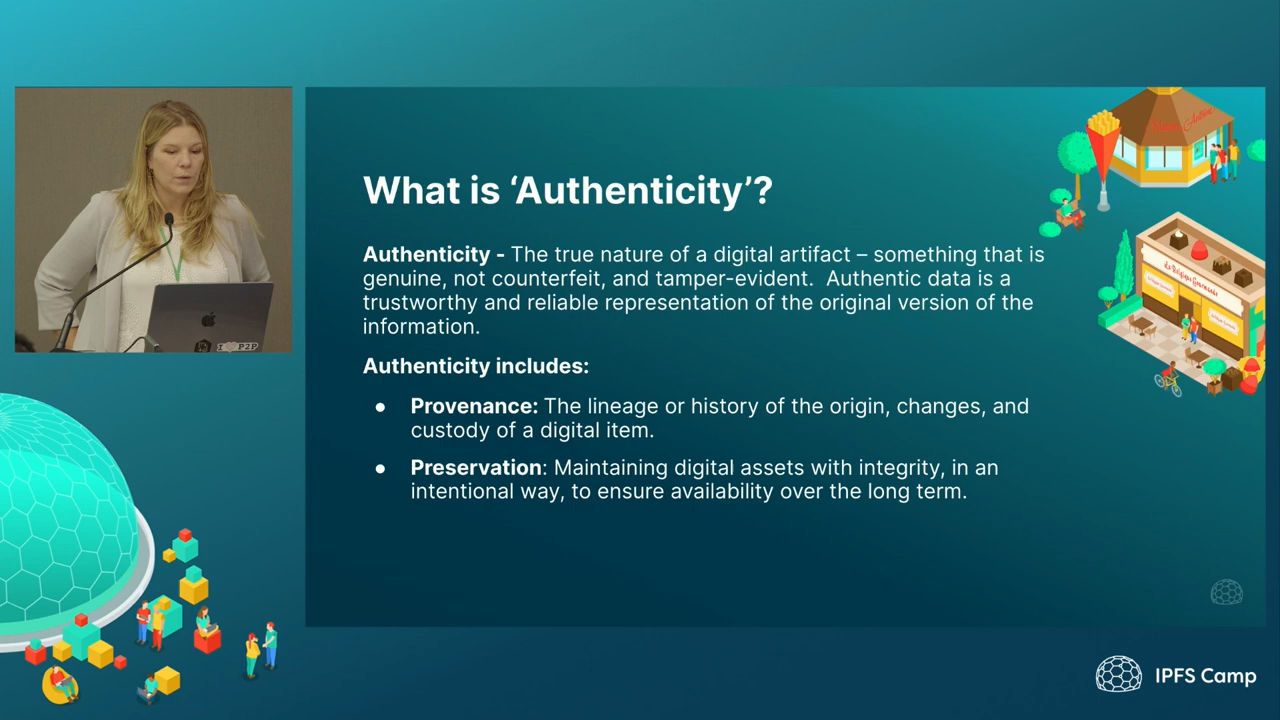 What is ‘Authenticity’?
Authenticity - The true nature of a digital artifact – something that is
genuine, not counterfeit, and tamper-evident.  Authentic data is a
trustworthy and reliable representation of the original version of the
information.
Authenticity includes:
● Provenance: The lineage or history of the origin, changes, and
custody of a digital item.
● Preservation: Maintaining digital assets with integrity, in an
intentional way, to ensure availability over the long term.
I P2P
IPFS Camp